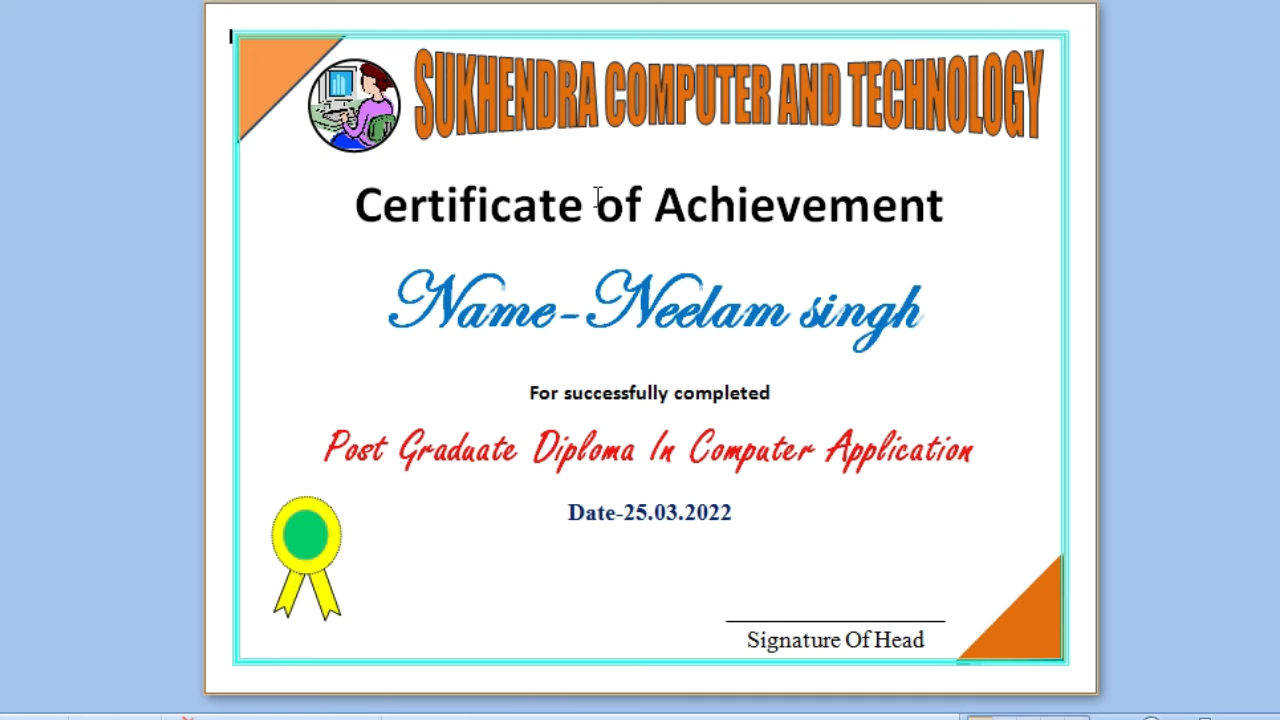 SUKHENDRA COMPUTER AND TECHNOLOGY
Certificate of Achievement
Name-Neelam singh
For successfully completed
Post Graduate Diploma In Computer Application
Date-25.03.2022
Signature Of Head